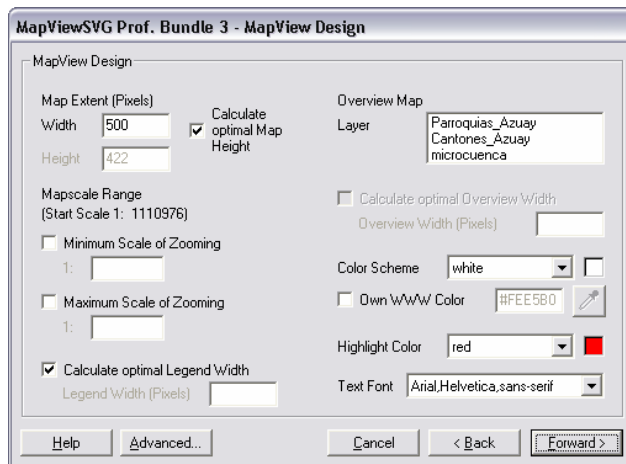 MapViewSVG Prof. Bundle 3 - MapView Design
MapView Design
Map Extent (Pixels)
Width 500
Calculate optimal Map Height
Height 422
Mapscale Range
(Start Scale 1: 1110976)
Minimum Scale of Zooming
1:
Maximum Scale of Zooming
1:
Calculate optimal Legend Width
Legend Width (Pixels)
Overview Map
Layer
Parroquias_Azuay
Cantones_Azuay
microcuenca
Calculate optimal Overview Width
Overview Width (Pixels)
Color Scheme white
Own WWW Color #FEE5B0
Highlight Color red
Text Font Arial,Helvetica,sans-serif
Help Advanced... Cancel < Back Forward >